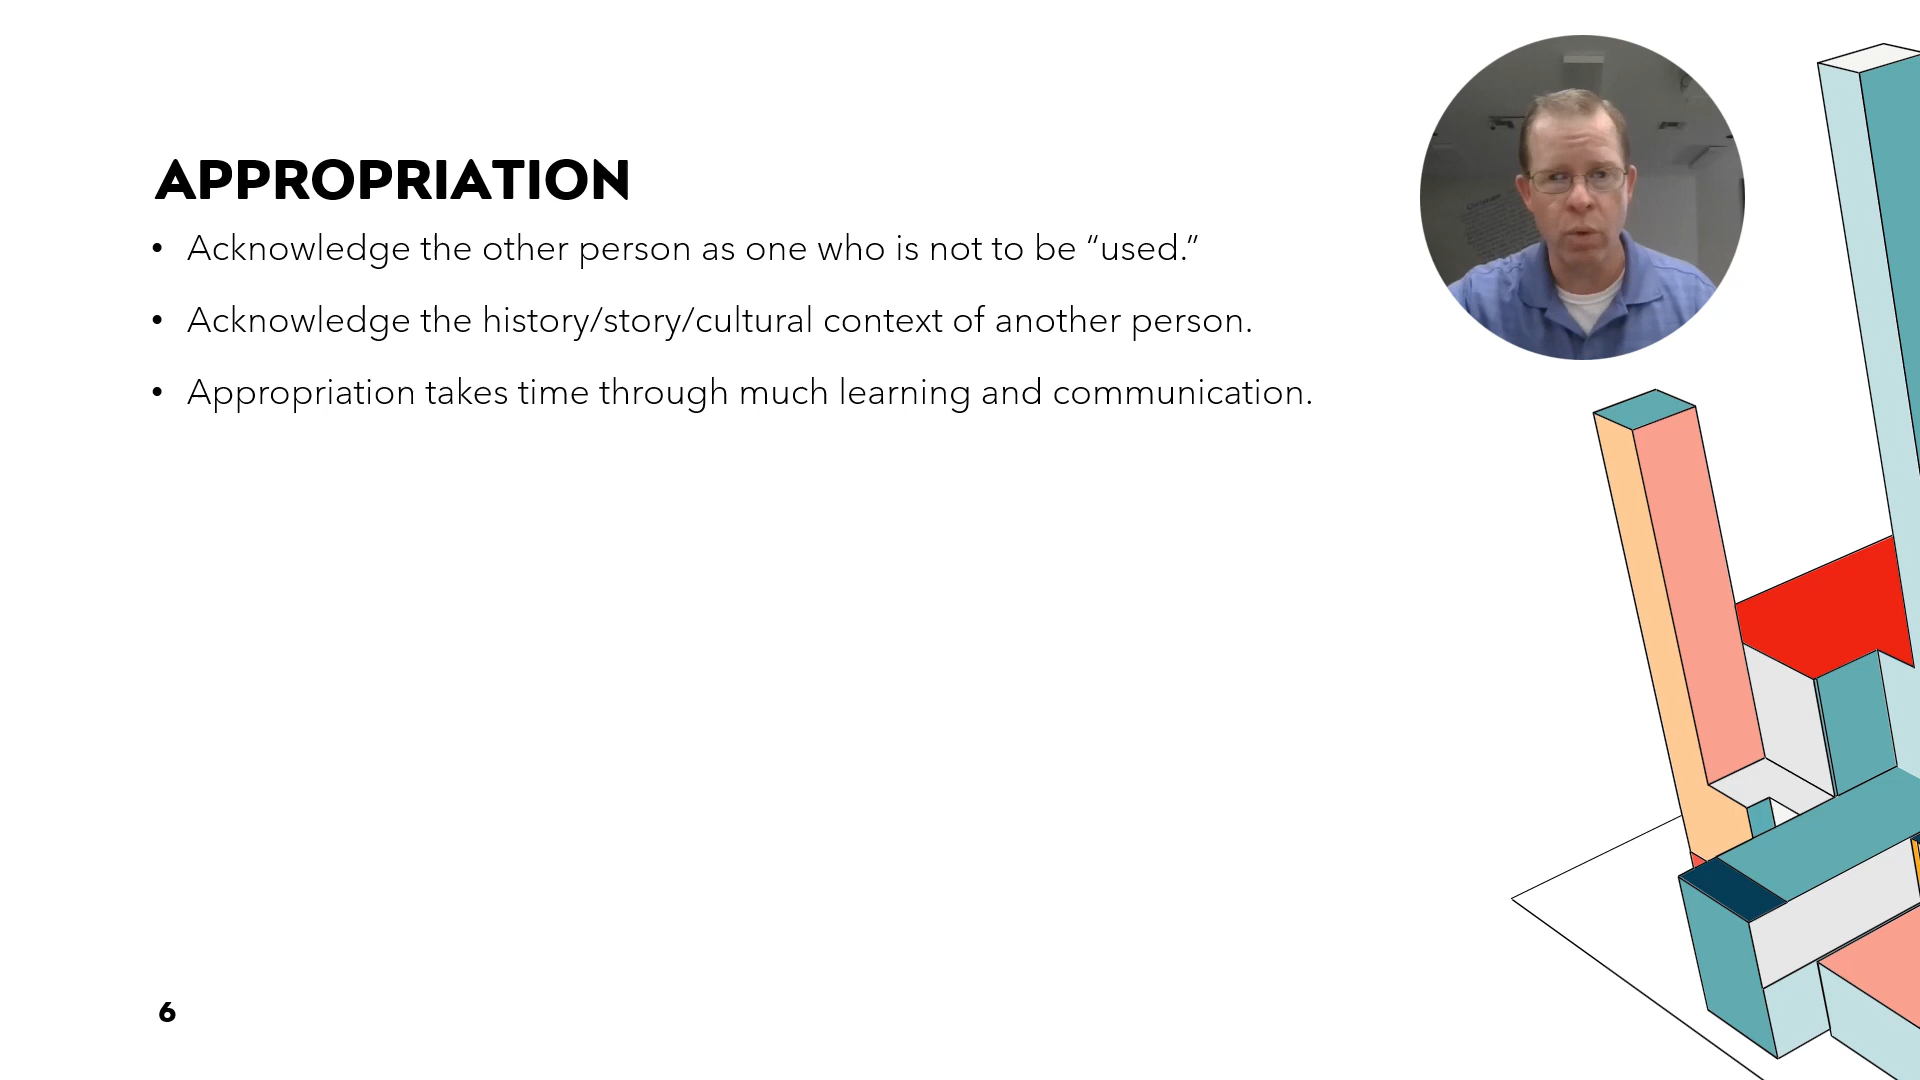 APPROPRIATION
• Acknowledge the other person as one who is not to be “used.”
• Acknowledge the history/story/cultural context of another person.
• Appropriation takes time through much learning and communication.
6